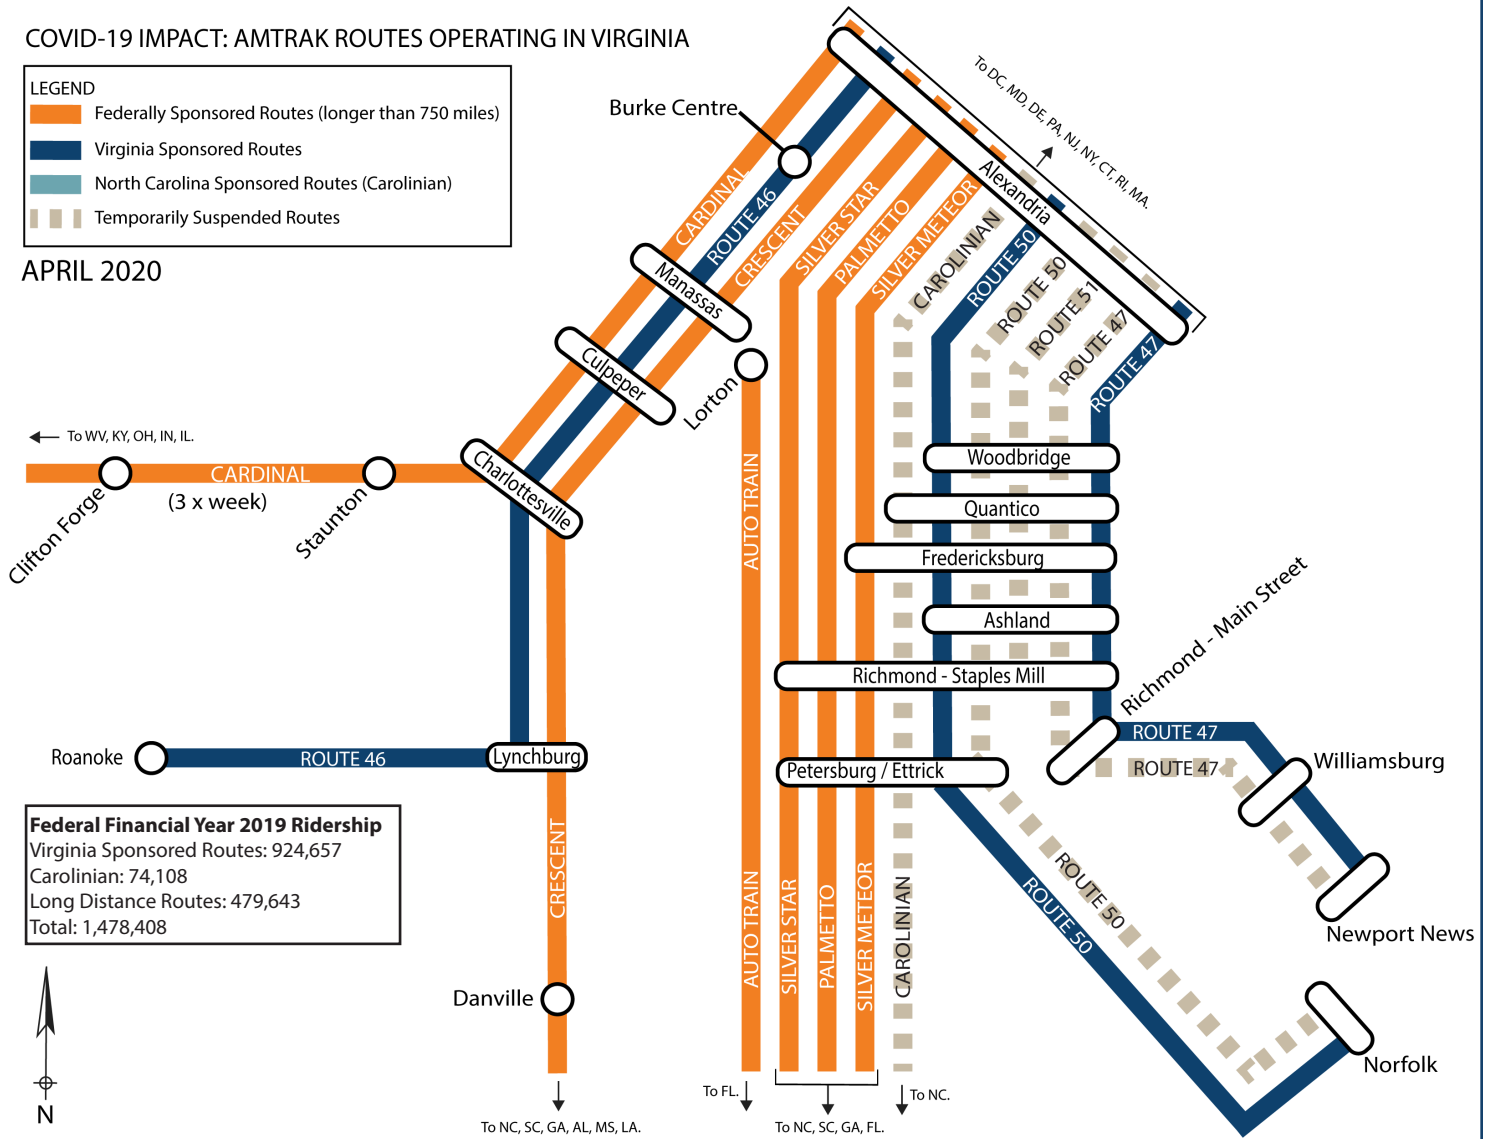 COVID-19 IMPACT: AMTRAK ROUTES OPERATING IN VIRGINIA
LEGEND
Federally Sponsored Routes (longer than 750 miles)
Virginia Sponsored Routes
North Carolina Sponsored Routes (Carolinian)
Temporarily Suspended Routes
APRIL 2020
Burke Centre
To DC, MD, DE, PA, NJ, NY, CT, RI, MA.
Alexandria
CARDINAL
ROUTE 46
CRESCENT
SILVER STAR
PALMETTO
SILVER METEOR
CAROLINIAN
ROUTE 50
ROUTE 50
ROUTE 51
ROUTE 47
ROUTE 47
Manassas
Culpeper
Lorton
Charlottesville
To WV, KY, OH, IN, IL.
CARDINAL
(3 x week)
Clifton Forge
Staunton
AUTO TRAIN
Woodbridge
Quantico
Fredericksburg
Ashland
Richmond - Staples Mill
Richmond - Main Street
ROUTE 47
ROUTE 47
Williamsburg
Newport News
Roanoke
ROUTE 46
Lynchburg
Petersburg / Ettrick
Federal Financial Year 2019 Ridership
Virginia Sponsored Routes: 924,657
Carolinian: 74,108
Long Distance Routes: 479,643
Total: 1,478,408
CRESCENT
AUTO TRAIN
SILVER STAR
PALMETTO
SILVER METEOR
CAROLINIAN
ROUTE 50
ROUTE 50
Danville
Norfolk
N
To NC, SC, GA, AL, MS, LA.
To FL.
To NC, SC, GA, FL.
To NC.